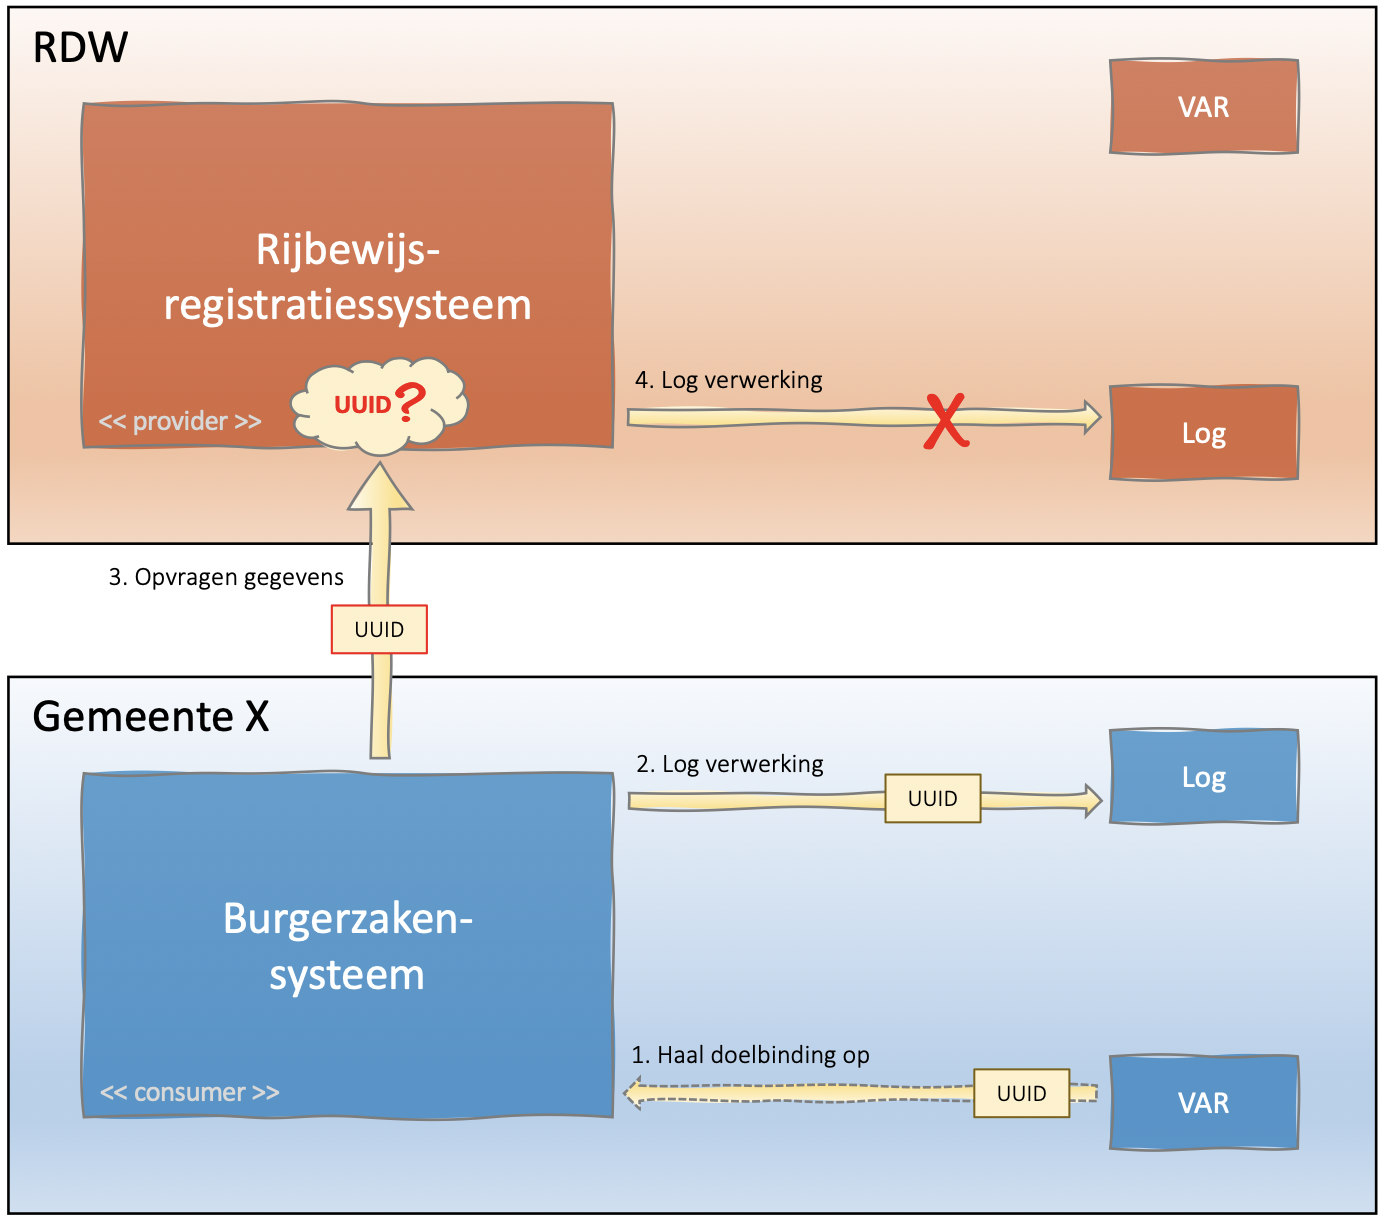 RDW
VAR
Rijbewijs-
registratiessysteem
UUID?
<< provider >>
4. Log verwerking
X
Log
3. Opvragen gegevens
UUID
Gemeente X
2. Log verwerking
UUID
Log
Burgerzaken-
systeem
1. Haal doelbinding op
<< consumer >>
UUID
VAR